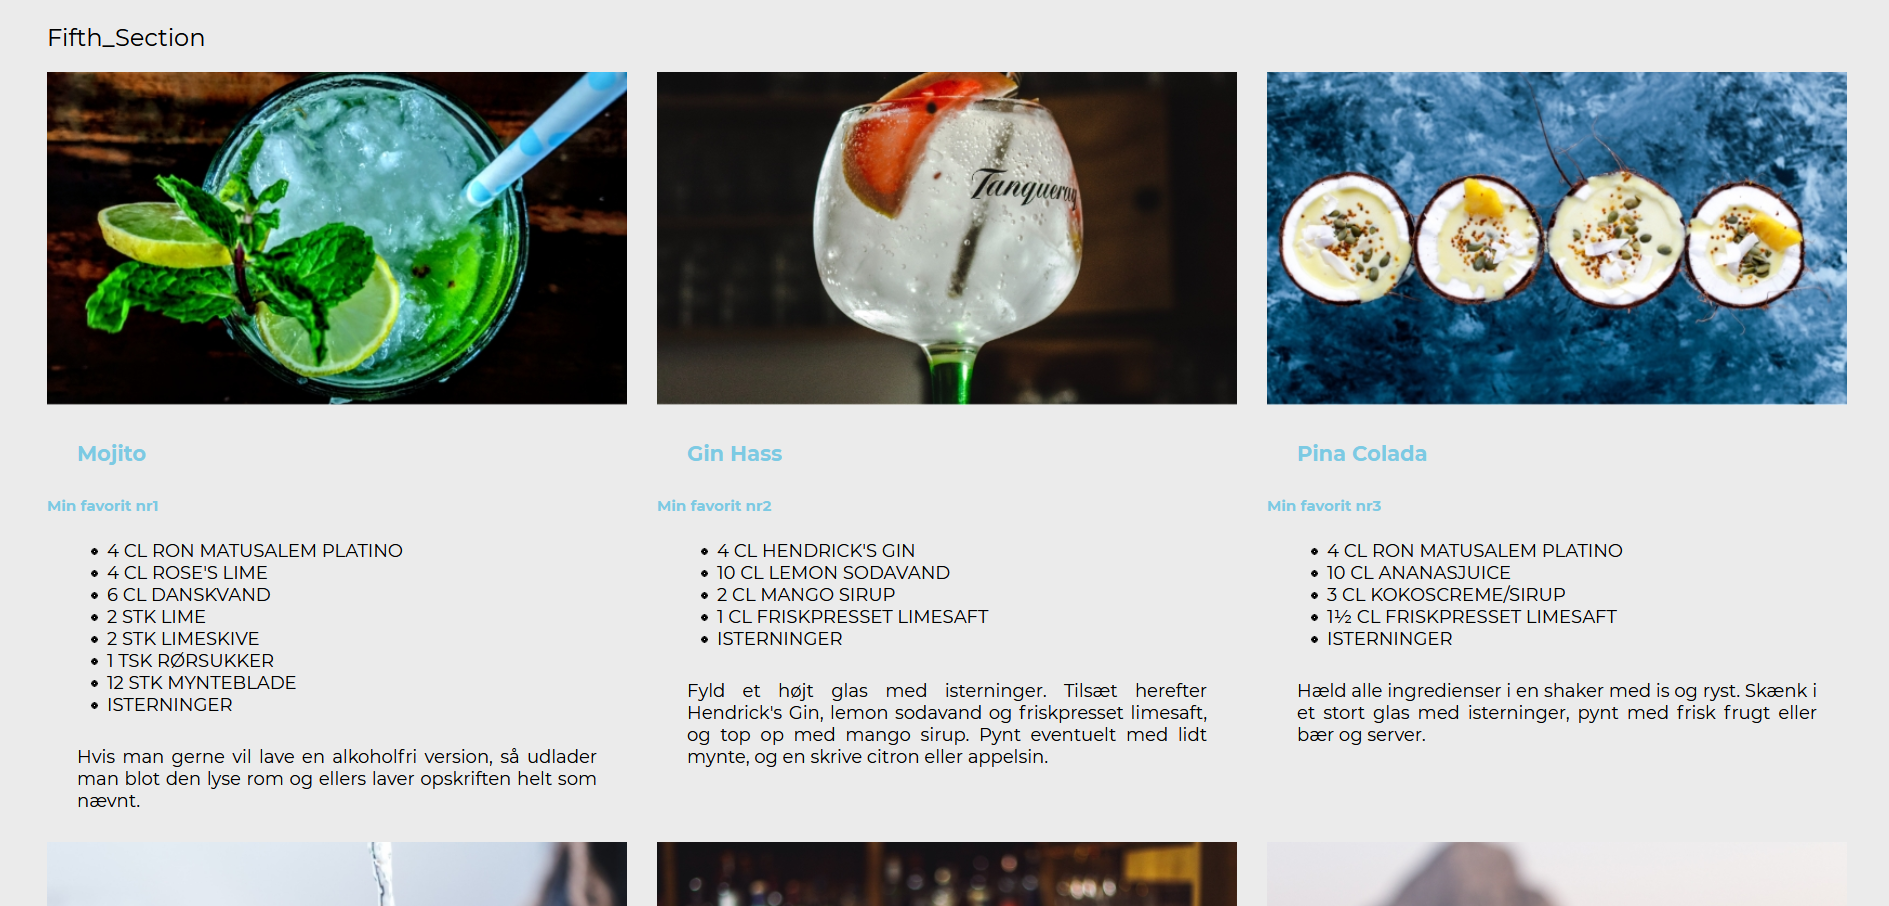 Fifth_Section
Tanqueray
Mojito
Min favorit nr1
4 CL RON MATUSALEM PLATINO
4 CL ROSE'S LIME
6 CL DANSKVAND
2 STK LIME
2 STK LIMESKIVE
1 TSK RØRSUKKER
12 STK MYNTEBLADE
ISTERNINGER
Hvis man gerne vil lave en alkoholfri version, så udlader
man blot den lyse rom og ellers laver opskriften helt som
nævnt.
Gin Hass
Min favorit nr2
4 CL HENDRICK'S GIN
10 CL LEMON SODAVAND
2 CL MANGO SIRUP
1 CL FRISKPRESSET LIMESAFT
ISTERNINGER
Fyld et højt glas med isterninger. Tilsæt herefter
Hendrick's Gin, lemon sodavand og friskpresset limesaft,
og top op med mango sirup. Pynt eventuelt med lidt
mynte, og en skrive citron eller appelsin.
Pina Colada
Min favorit nr3
4 CL RON MATUSALEM PLATINO
10 CL ANANASJUICE
3 CL KOKOSCREME/SIRUP
1½ CL FRISKPRESSET LIMESAFT
ISTERNINGER
Hæld alle ingredienser i en shaker med is og ryst. Skænk i
et stort glas med isterninger, pynt med frisk frugt eller
bær og server.